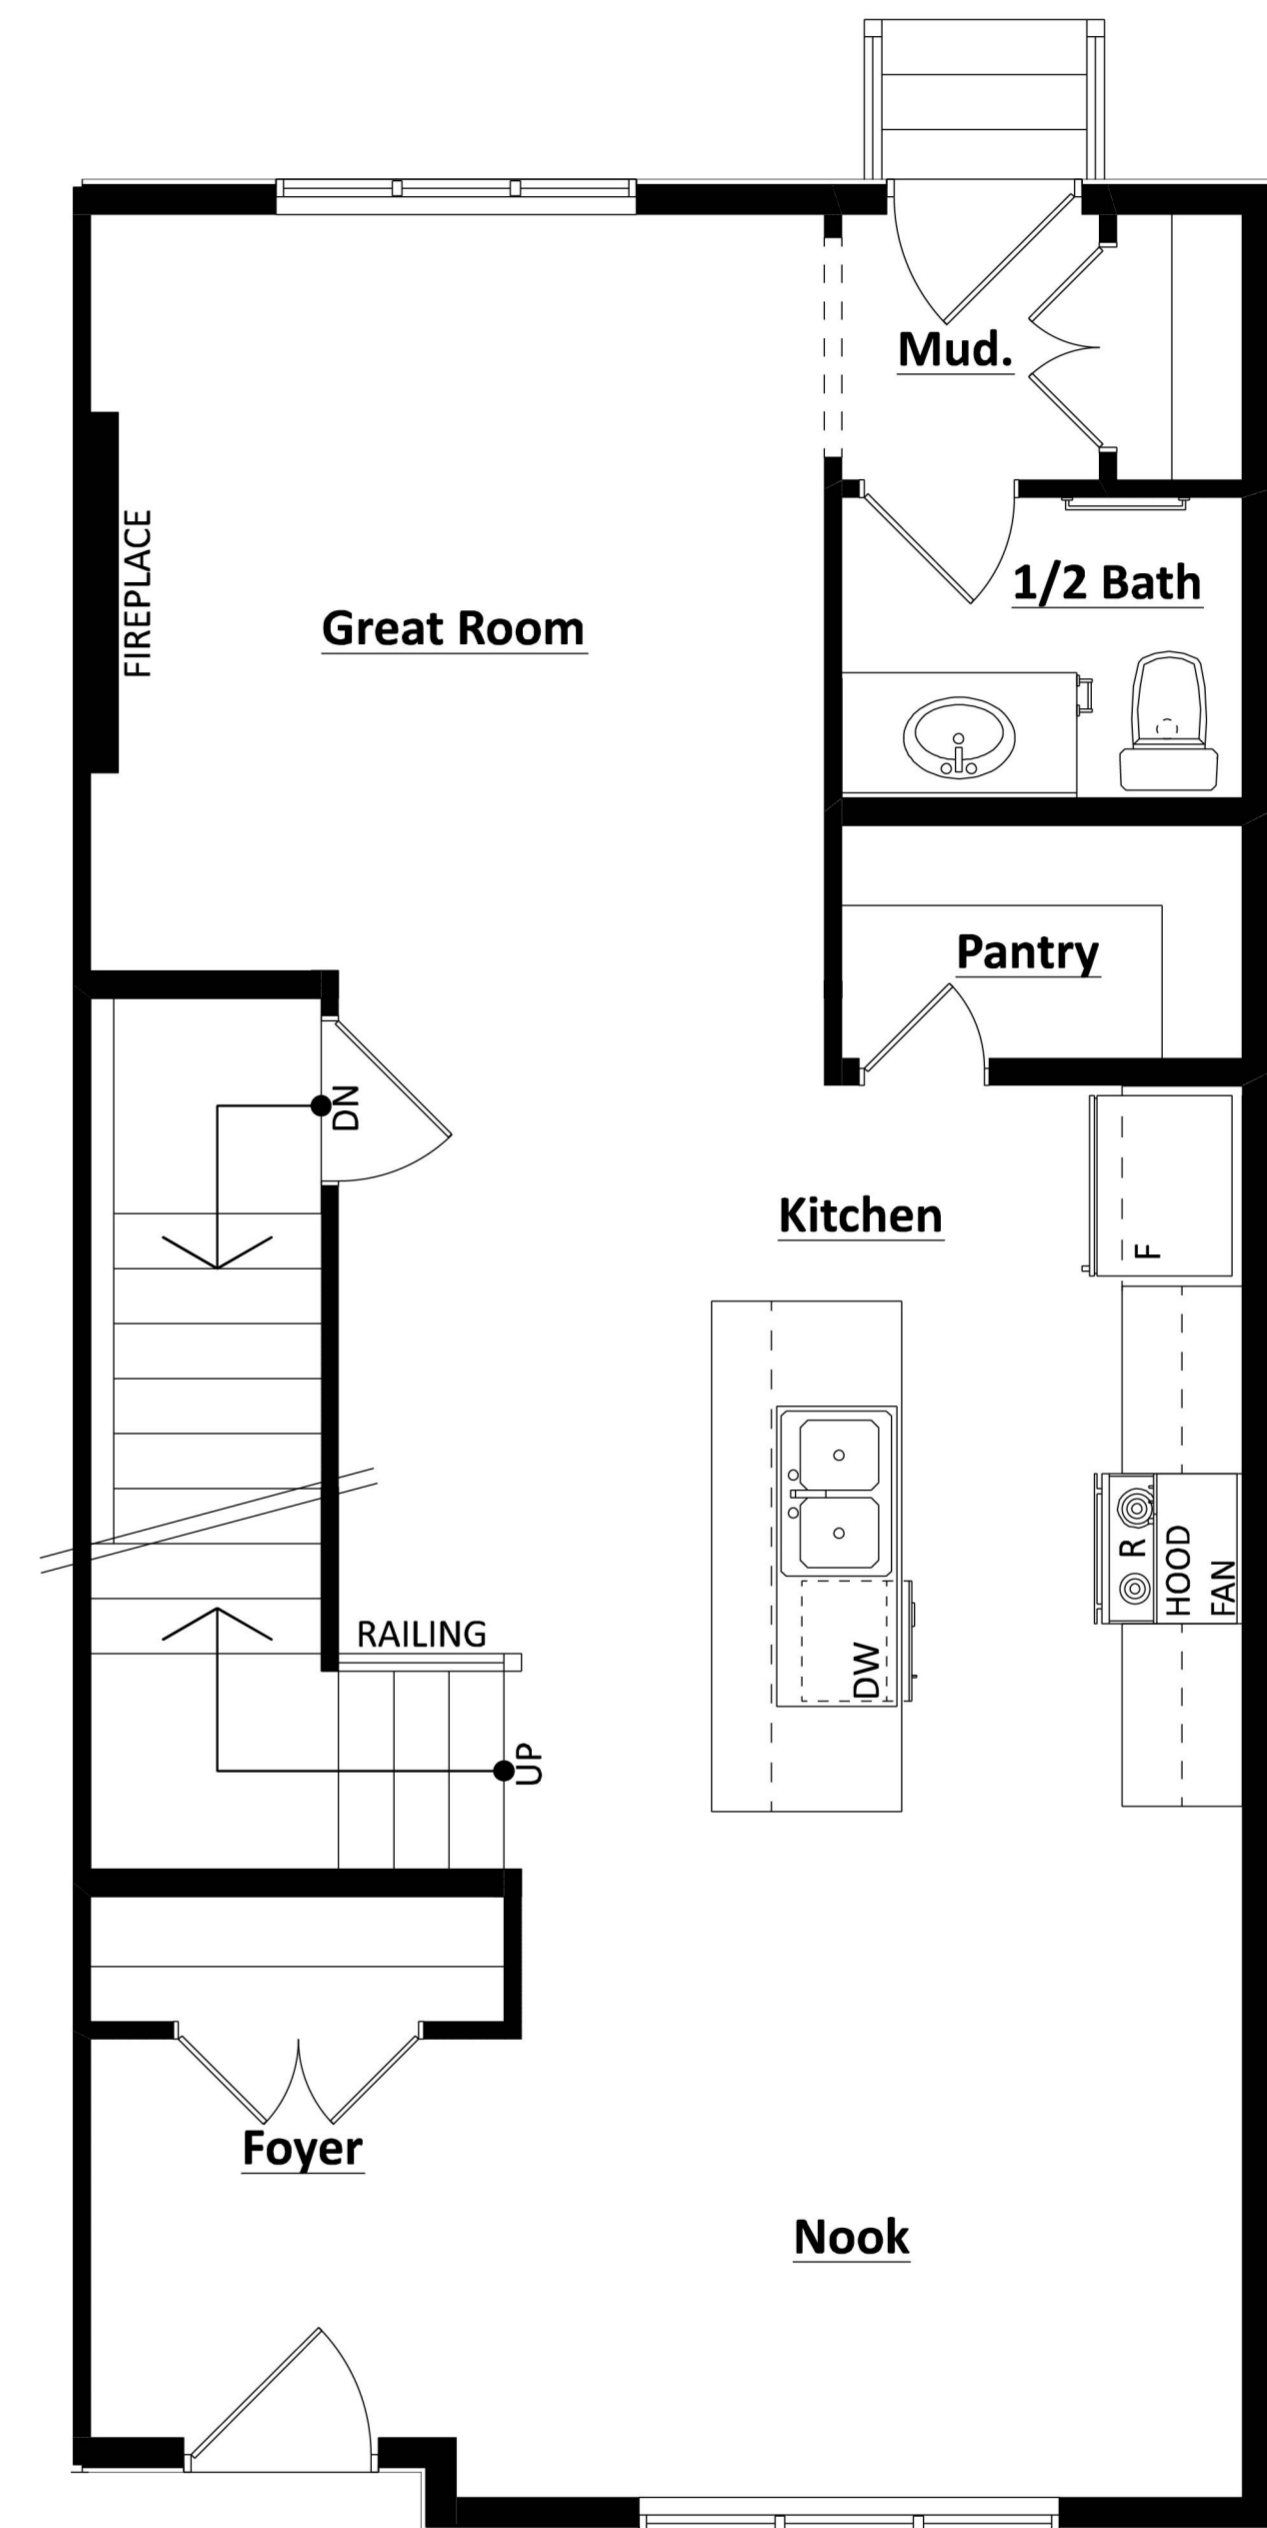 Mud.
FIREPLACE
1/2 Bath
Great Room
Pantry
DN
Kitchen
F
R
HOOD
FAN
RAILING
DW
UP
Foyer
Nook